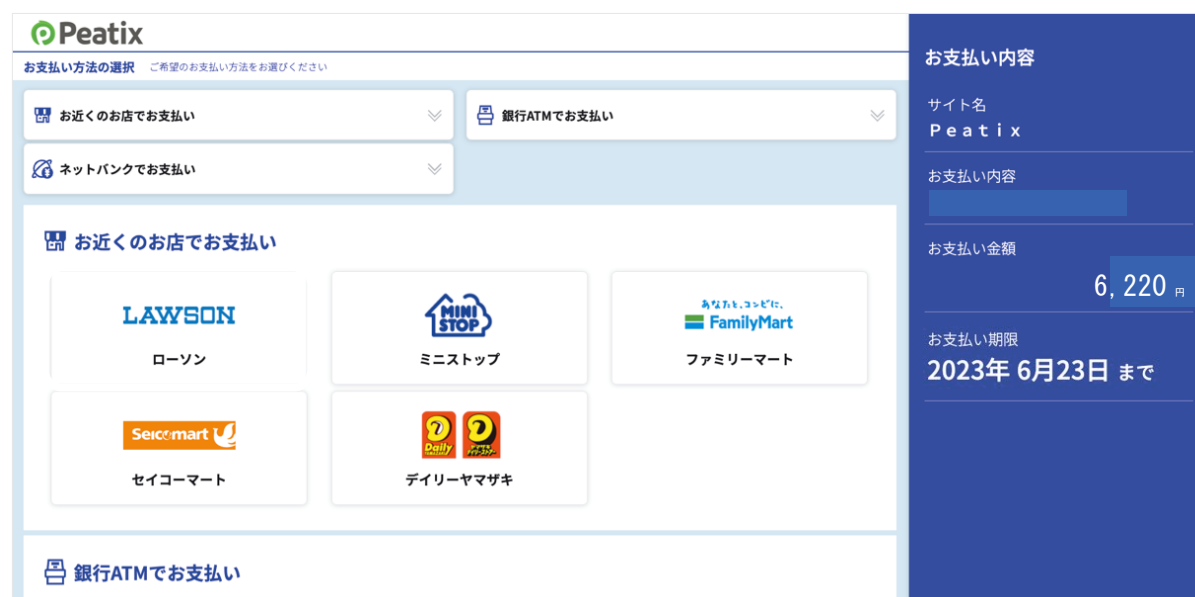 Peatix
お支払い方法の選択 ご希望のお支払い方法をお選びください
お近くのお店でお支払い
銀行ATMでお支払い
ネットバンクでお支払い
お近くのお店でお支払い
LAWSON
ローソン
MINI
STOP
ミニストップ
あなたと、コンビに、
FamilyMart
ファミリーマート
Seicomart
セイコーマート
Daily
デイリーヤマザキ
銀行ATMでお支払い
お支払い内容
サイト名
Ｐｅａｔｉｘ
お支払い内容
お支払い金額
6,220 円
お支払い期限
2023年 6月23日 まで